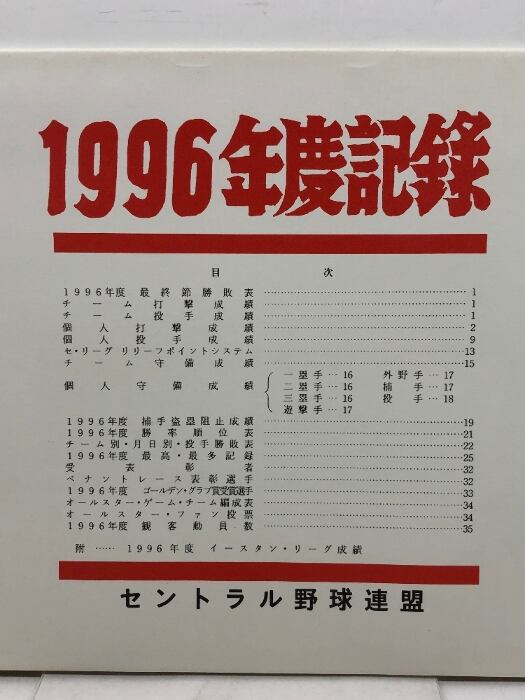 1996年度記録
目次
1996年度 最終節勝敗表……1
チーム打撃成績……1
チーム投手成績……1
個人打撃成績……2
個人投手成績……9
セ・リーグ リリーフポイントシステム……13
チーム守備成績……15
個人守備成績
一塁手…16 外野手…17
二塁手…16 捕手…17
三塁手…16 投手…18
遊撃手…17
1996年度 捕手盗塁阻止成績……19
1996年度 勝率順位表……21
チーム別・月日別・投手勝敗表……22
1996年度 最高・最多記録……25
受表彰者……32
ペナントレース表彰選手……32
1996年度 ゴールデン・グラブ賞受賞選手……33
オールスター・ゲーム・チーム編成表……34
オールスター・ファン投票……34
1996年度 観客動員数……35
附……1996年度 イースタン・リーグ成績
セントラル野球連盟